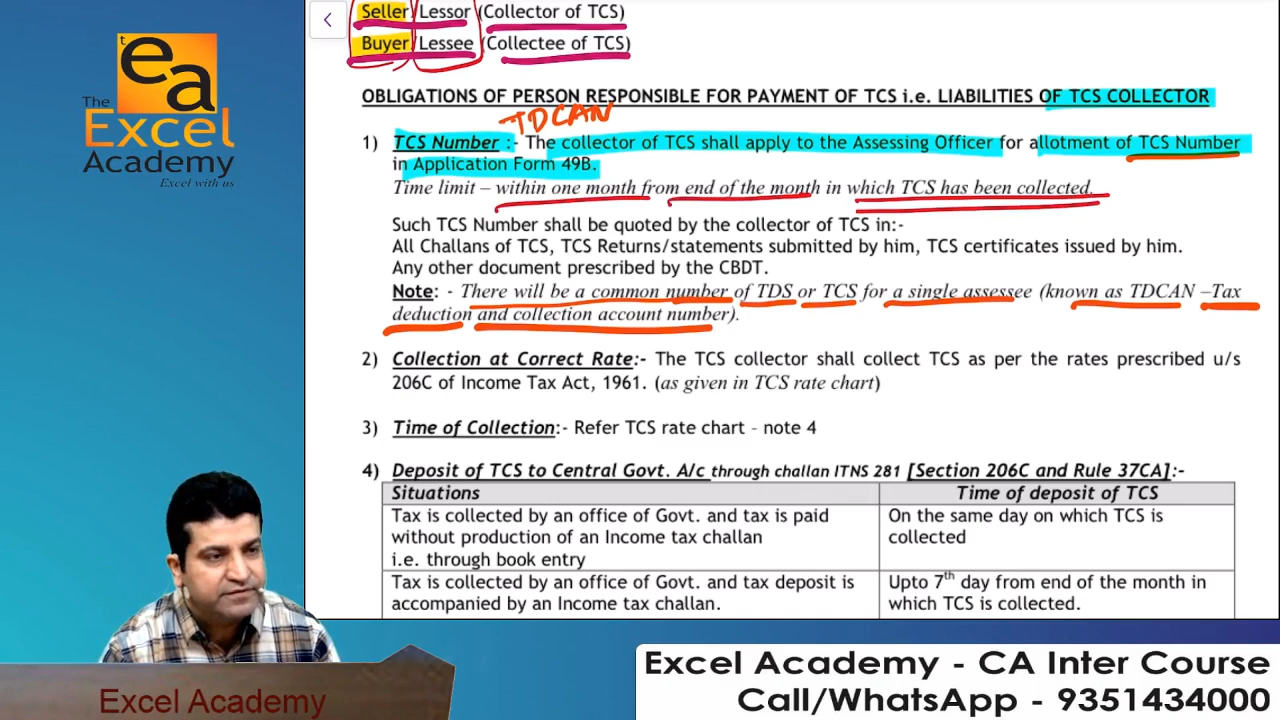 Seller Lessor (Collector of TCS)
Buyer Lessee (Collectee of TCS)
t
ea
The
Excel
Academy
Excel with us
OBLIGATIONS OF PERSON RESPONSIBLE FOR PAYMENT OF TCS i.e. LIABILITIES OF TCS COLLECTOR
TDCAN
1) TCS Number :- The collector of TCS shall apply to the Assessing Officer for allotment of TCS Number
in Application Form 49B.
Time limit – within one month from end of the month in which TCS has been collected.
Such TCS Number shall be quoted by the collector of TCS in:-
All Challans of TCS, TCS Returns/statements submitted by him, TCS certificates issued by him.
Any other document prescribed by the CBDT.
Note: - There will be a common number of TDS or TCS for a single assessee (known as TDCAN –Tax
deduction and collection account number).
2) Collection at Correct Rate:- The TCS collector shall collect TCS as per the rates prescribed u/s
206C of Income Tax Act, 1961. (as given in TCS rate chart)
3) Time of Collection:- Refer TCS rate chart – note 4
4) Deposit of TCS to Central Govt. A/c through challan ITNS 281 [Section 206C and Rule 37CA]:-
Situations Time of deposit of TCS
Tax is collected by an office of Govt. and tax is paid On the same day on which TCS is
without production of an Income tax challan collected
i.e. through book entry
Tax is collected by an office of Govt. and tax deposit is Upto 7th day from end of the month in
accompanied by an Income tax challan. which TCS is collected.
Excel Academy
Excel Academy - CA Inter Course
Call/WhatsApp - 9351434000